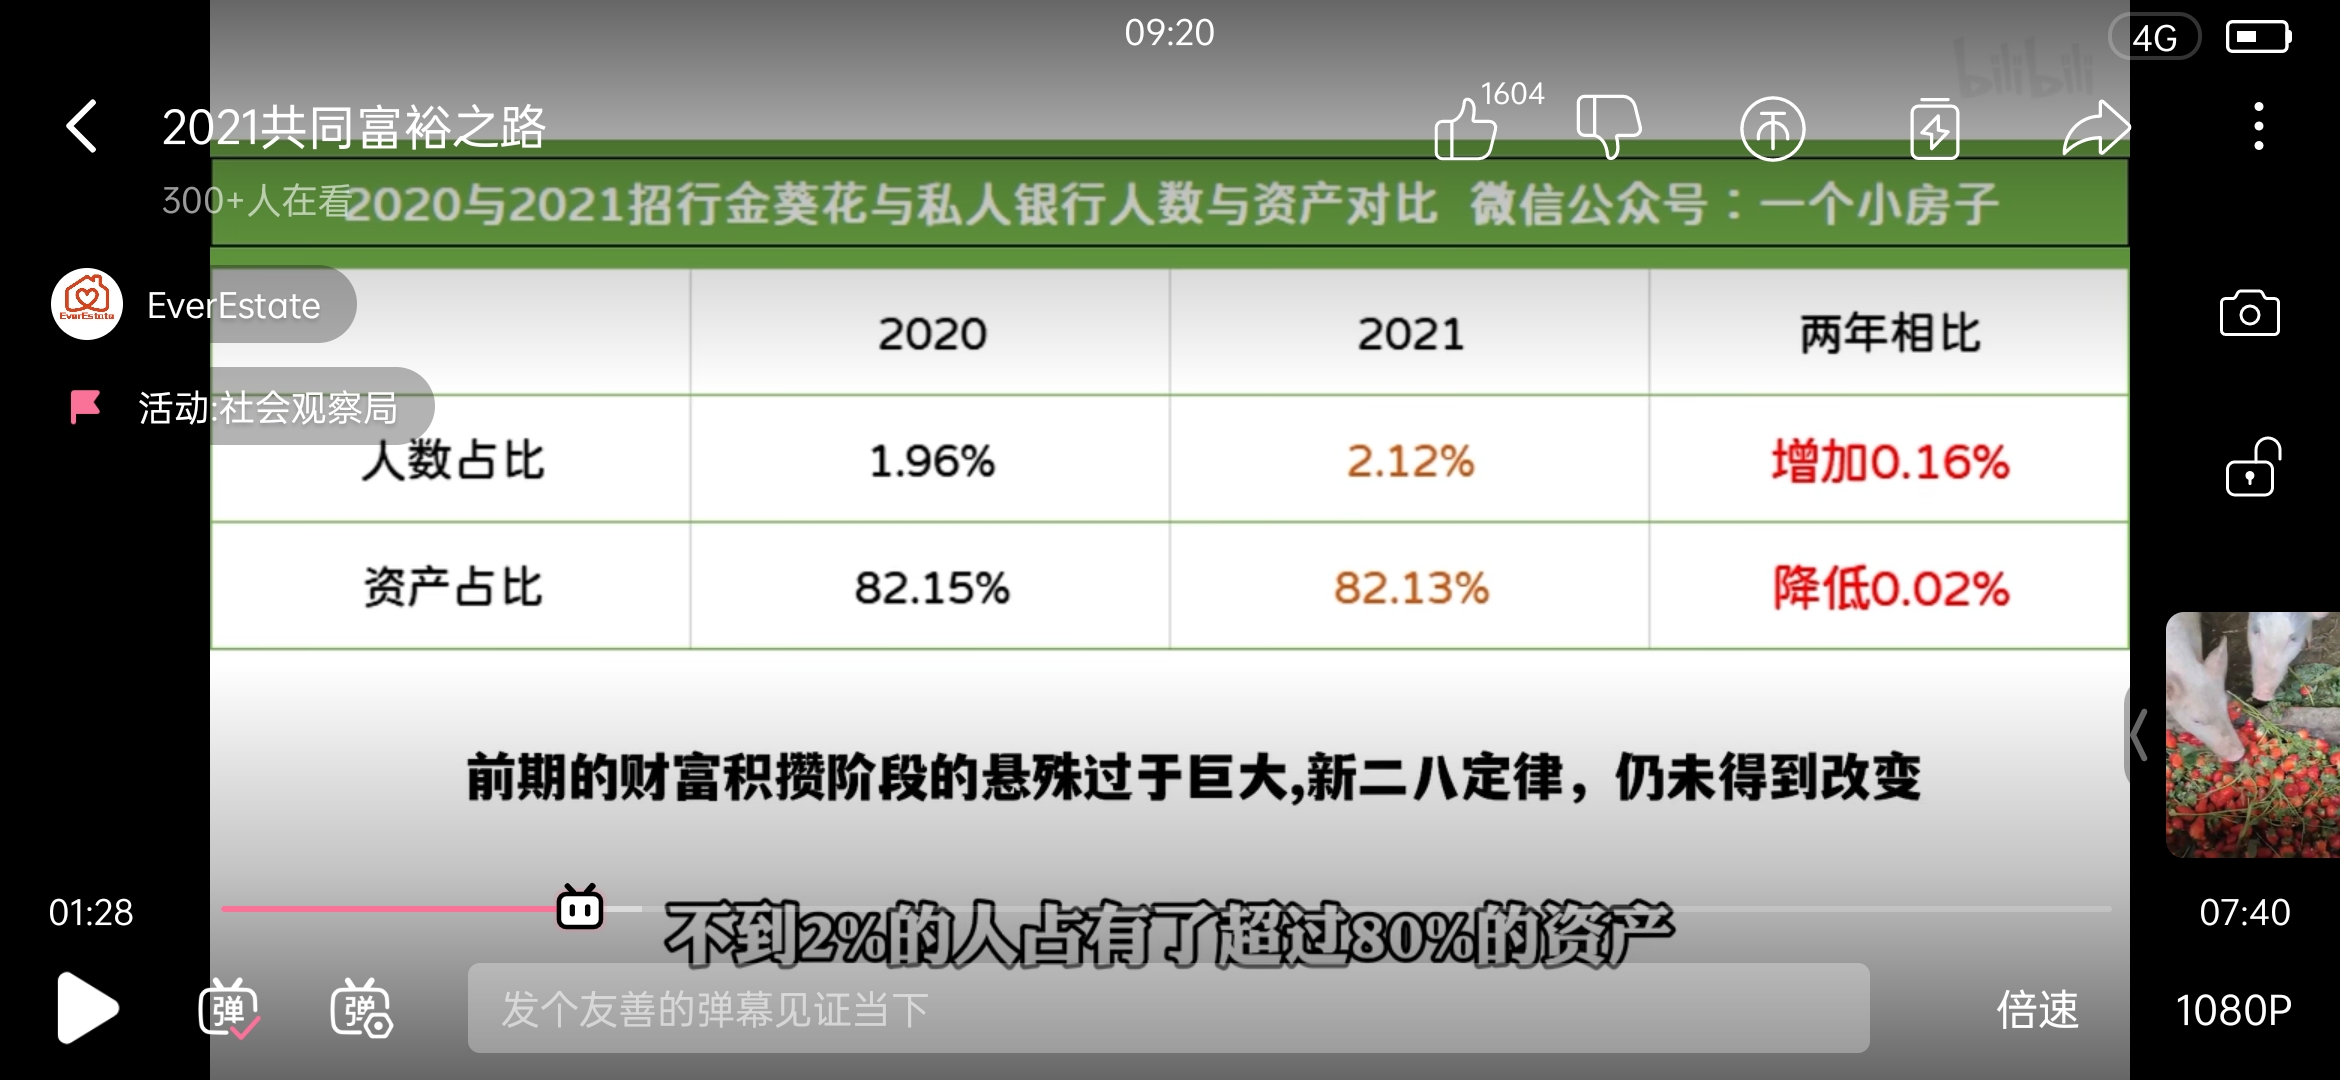 09:20
4G
bilibili
2021共同富裕之路
1604
300+人在看
2020与2021招行金葵花与私人银行人数与资产对比 微信公众号：一个小房子
EverEstate
EverEstate
2020
2021
两年相比
活动:社会观察局
人数占比
1.96%
2.12%
增加0.16%
资产占比
82.15%
82.13%
降低0.02%
前期的财富积攒阶段的悬殊过于巨大,新二八定律，仍未得到改变
01:28
不到2%的人占有了超过80%的资产
07:40
弹
弹
发个友善的弹幕见证当下
倍速
1080P